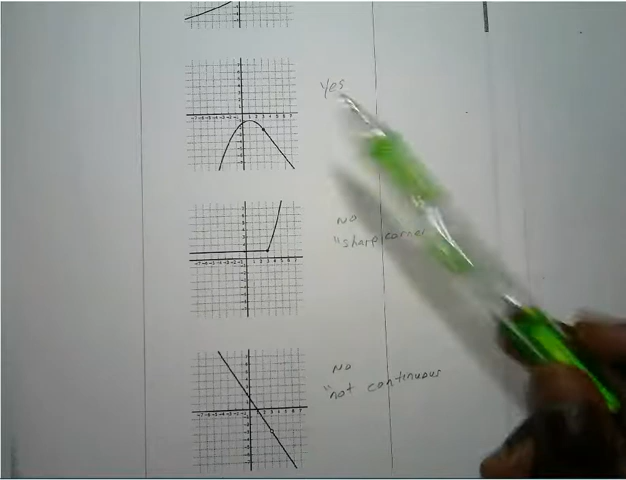 Yes
No
"sharp corner
No
"not continuous